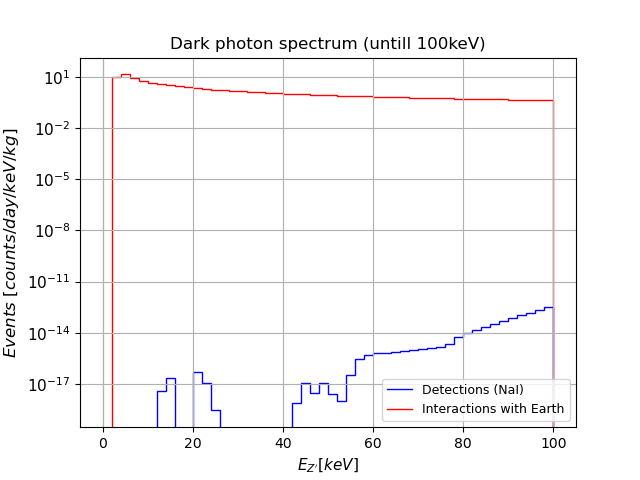 Dark photon spectrum (untill 100keV)
Events [counts/day/keV/kg]
10^1
10^-2
10^-5
10^-8
10^-11
10^-14
10^-17
Detections (NaI)
Interactions with Earth
0 20 40 60 80 100
E_Z' [keV]